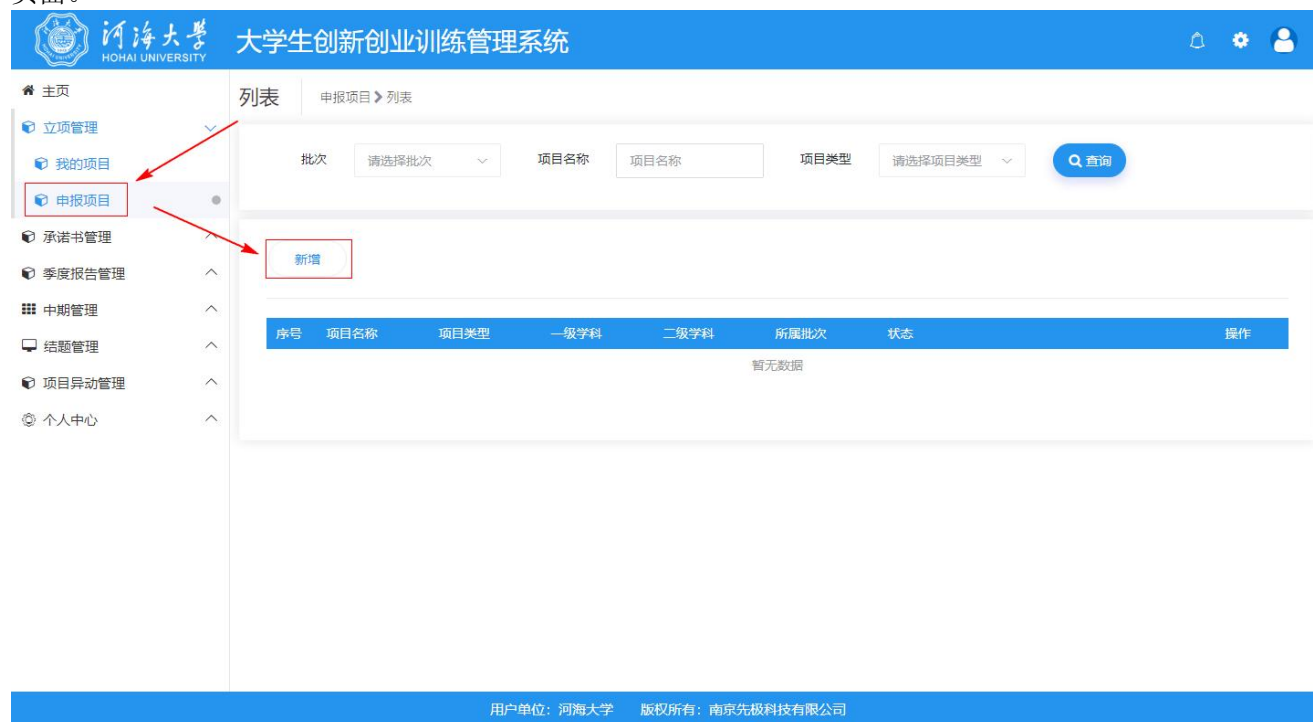 页面。
河海大学
HOHAI UNIVERSITY
大学生创新创业训练管理系统
主页
立项管理
我的项目
申报项目
承诺书管理
季度报告管理
中期管理
结题管理
项目异动管理
个人中心
列表 申报项目 列表
批次 请选择批次 项目名称 项目名称 项目类型 请选择项目类型 查询
新增
序号 项目名称 项目类型 一级学科 二级学科 所属批次 状态 操作
暂无数据
用户单位：河海大学 版权所有：南京先极科技有限公司